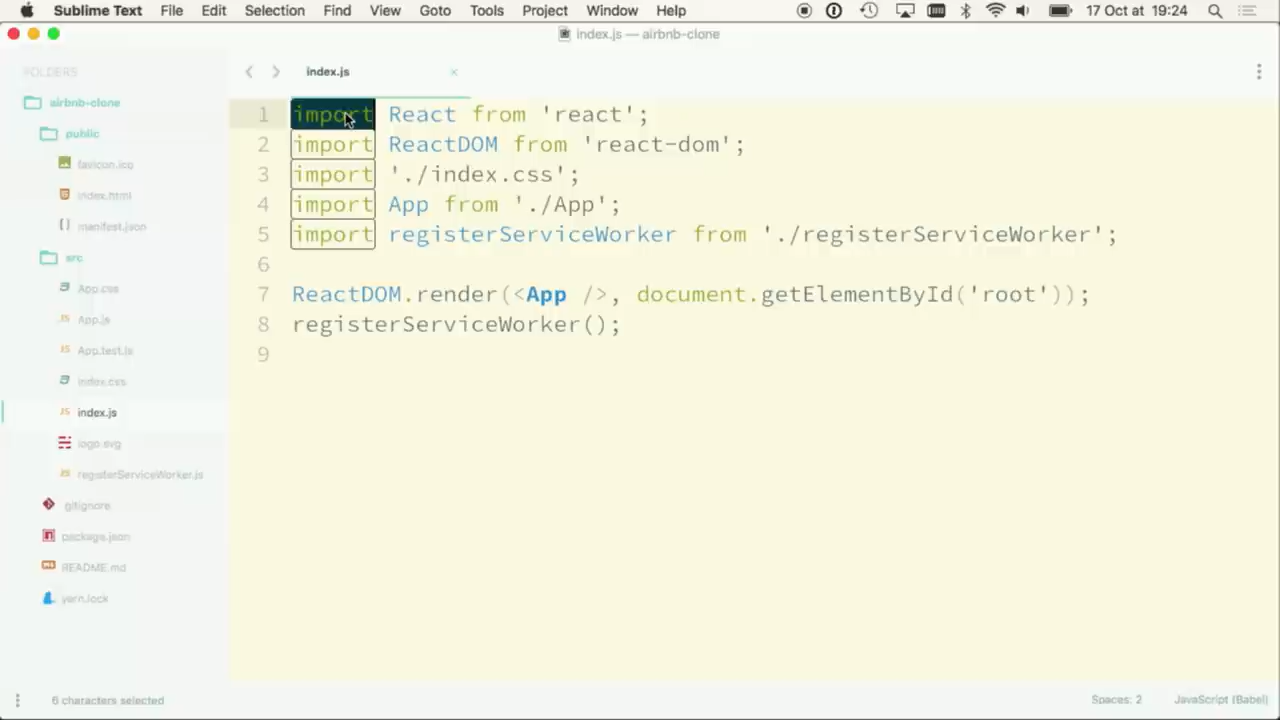 Sublime Text File Edit Selection Find View Goto Tools Project Window Help 17 Oct at 19:24
index.js — airbnb-clone
FOLDERS
airbnb-clone
public
favicon.ico
index.html
manifest.json
src
App.css
App.js
App.test.js
index.css
index.js
logo.svg
registerServiceWorker.js
.gitignore
package.json
README.md
yarn.lock
index.js
1 import React from 'react';
2 import ReactDOM from 'react-dom';
3 import './index.css';
4 import App from './App';
5 import registerServiceWorker from './registerServiceWorker';
6
7 ReactDOM.render(<App />, document.getElementById('root'));
8 registerServiceWorker();
9
6 characters selected
Spaces: 2 JavaScript (Babel)